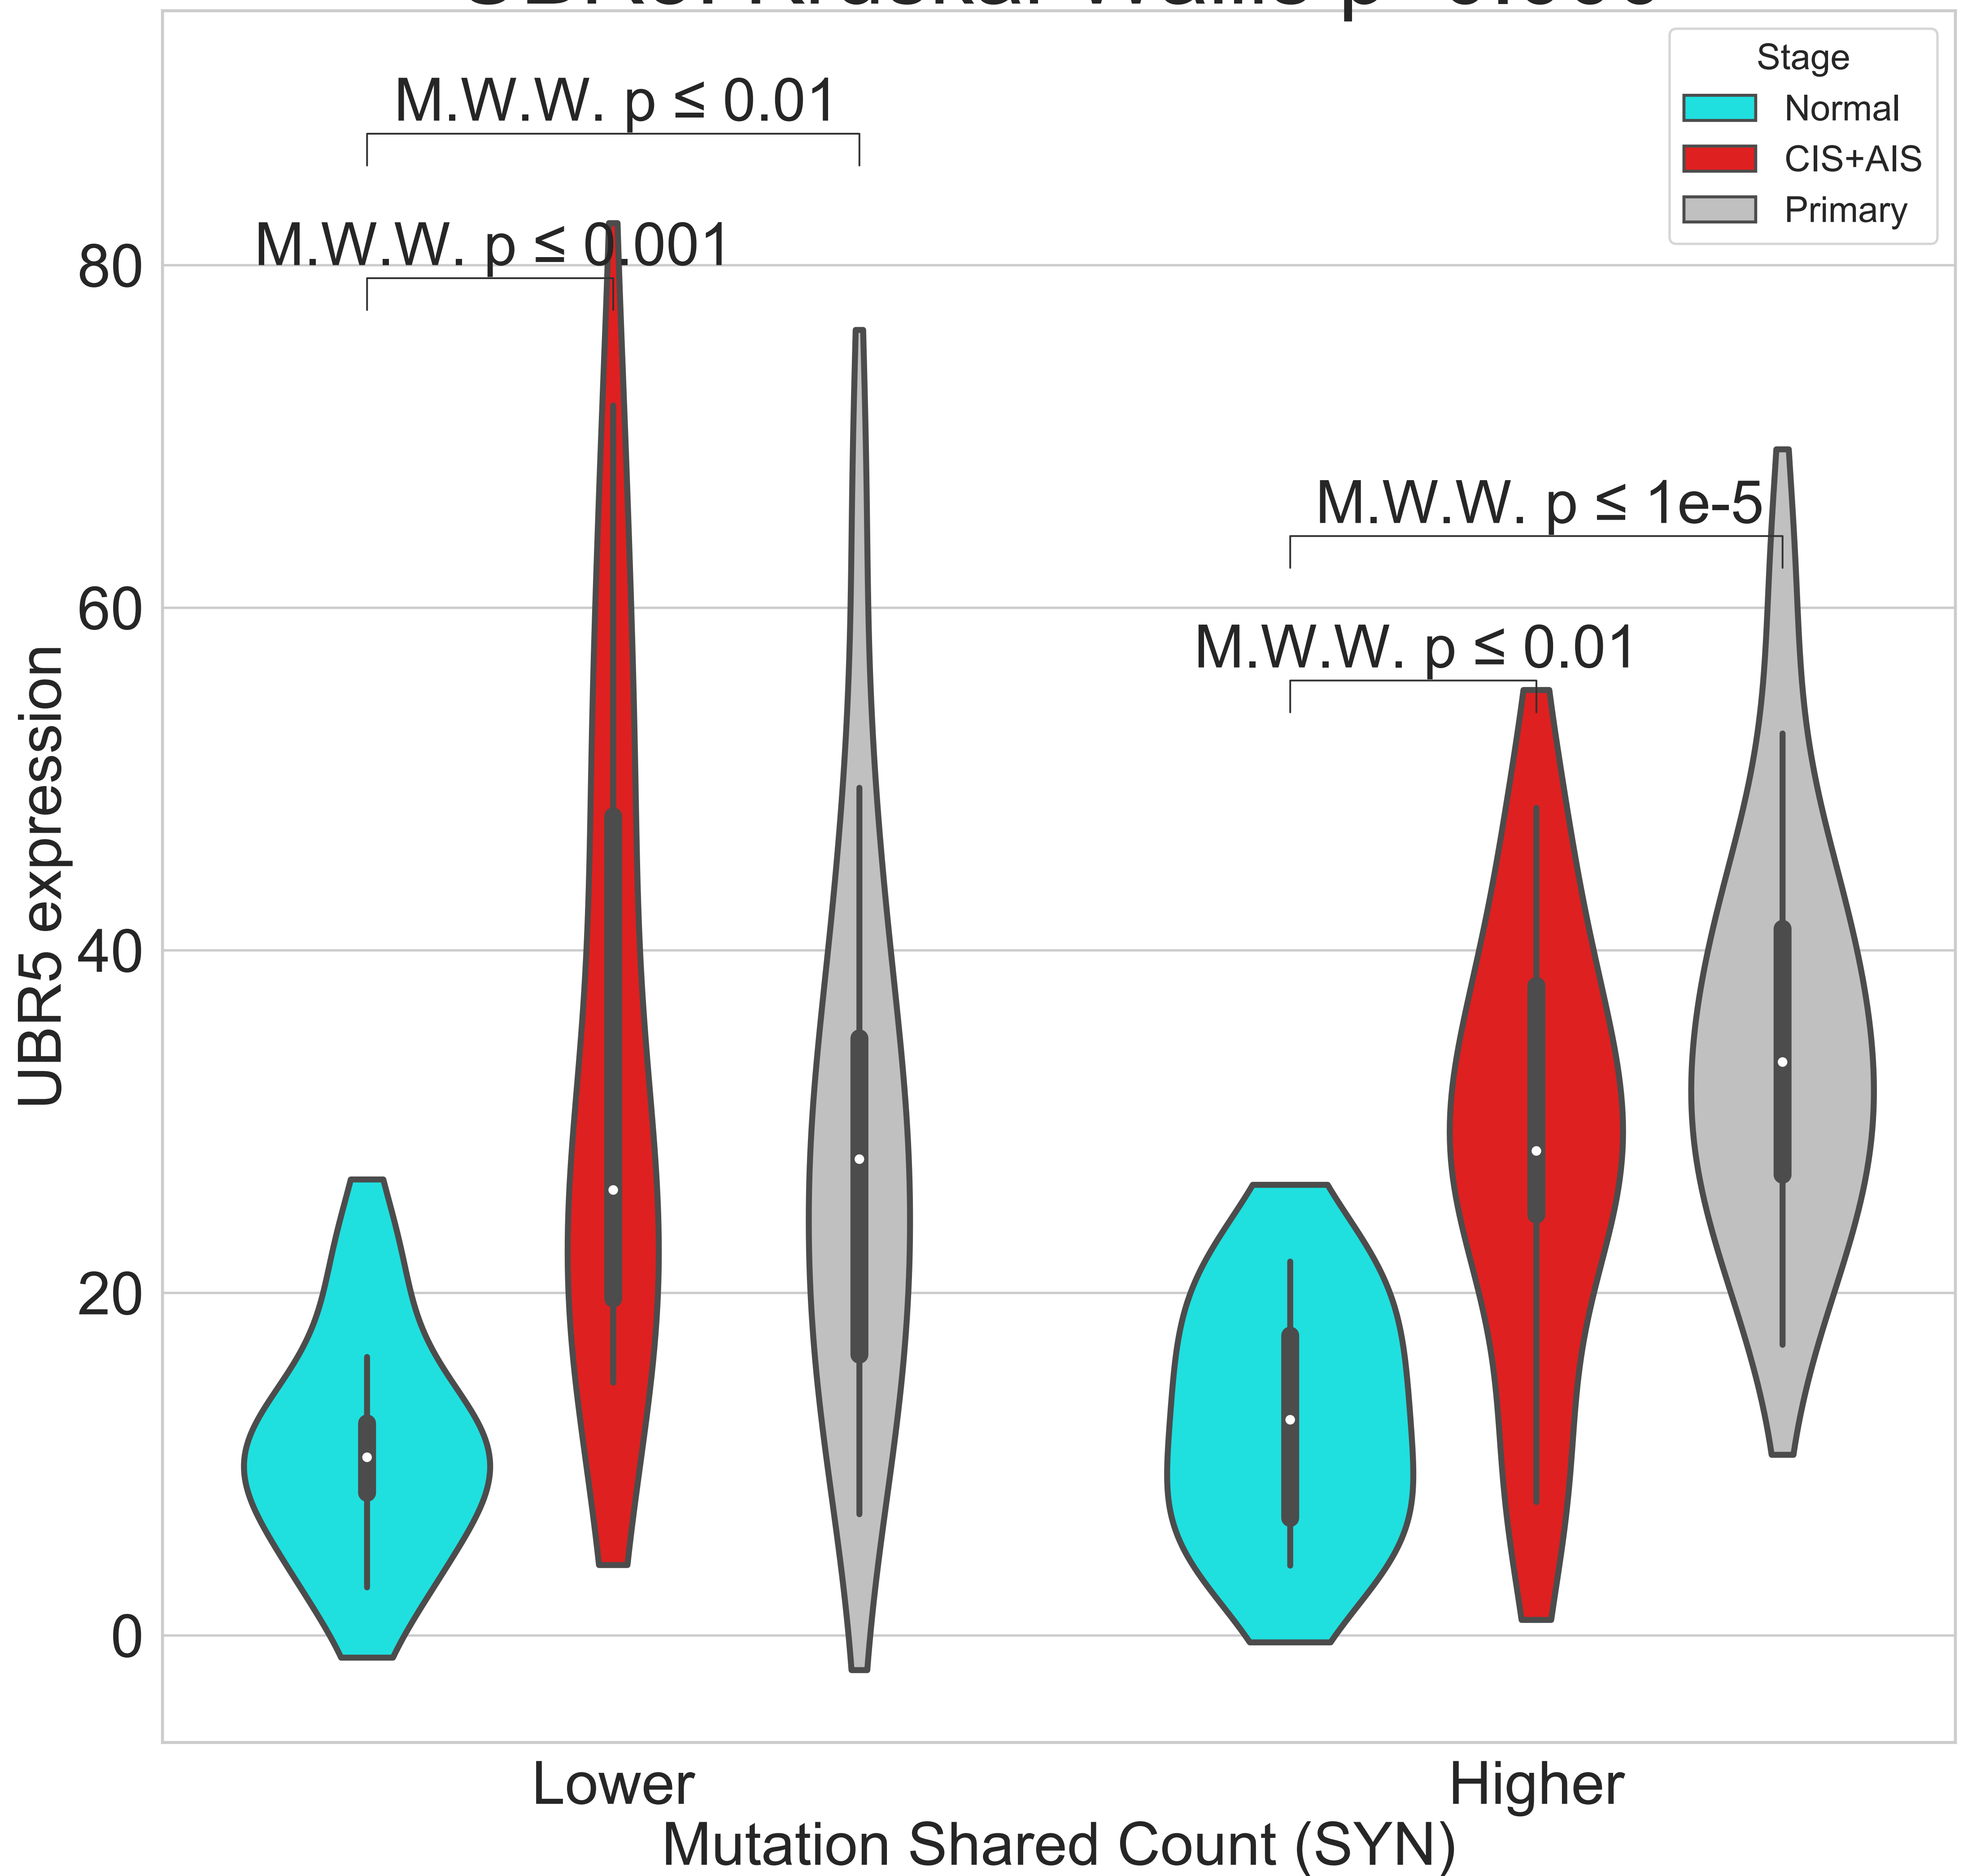 Stage
Normal
CIS+AIS
Primary
M.W.W. p ≤ 0.01
M.W.W. p ≤ 0.001
M.W.W. p ≤ 1e-5
M.W.W. p ≤ 0.01
80
60
40
20
0
UBR5 expression
Lower
Higher
Mutation Shared Count (SYN)